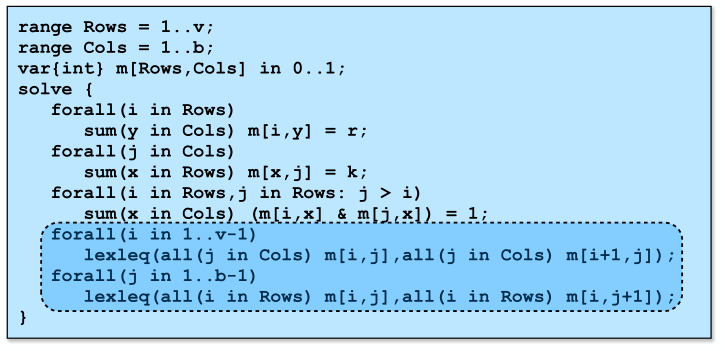 range Rows = 1..v;
range Cols = 1..b;
var{int} m[Rows,Cols] in 0..1;
solve {
forall(i in Rows)
sum(y in Cols) m[i,y] = r;
forall(j in Cols)
sum(x in Rows) m[x,j] = k;
forall(i in Rows,j in Rows: j > i)
sum(x in Cols) (m[i,x] & m[j,x]) = 1;
forall(i in 1..v-1)
lexleq(all(j in Cols) m[i,j],all(j in Cols) m[i+1,j]);
forall(j in 1..b-1)
lexleq(all(i in Rows) m[i,j],all(i in Rows) m[i,j+1]);
}